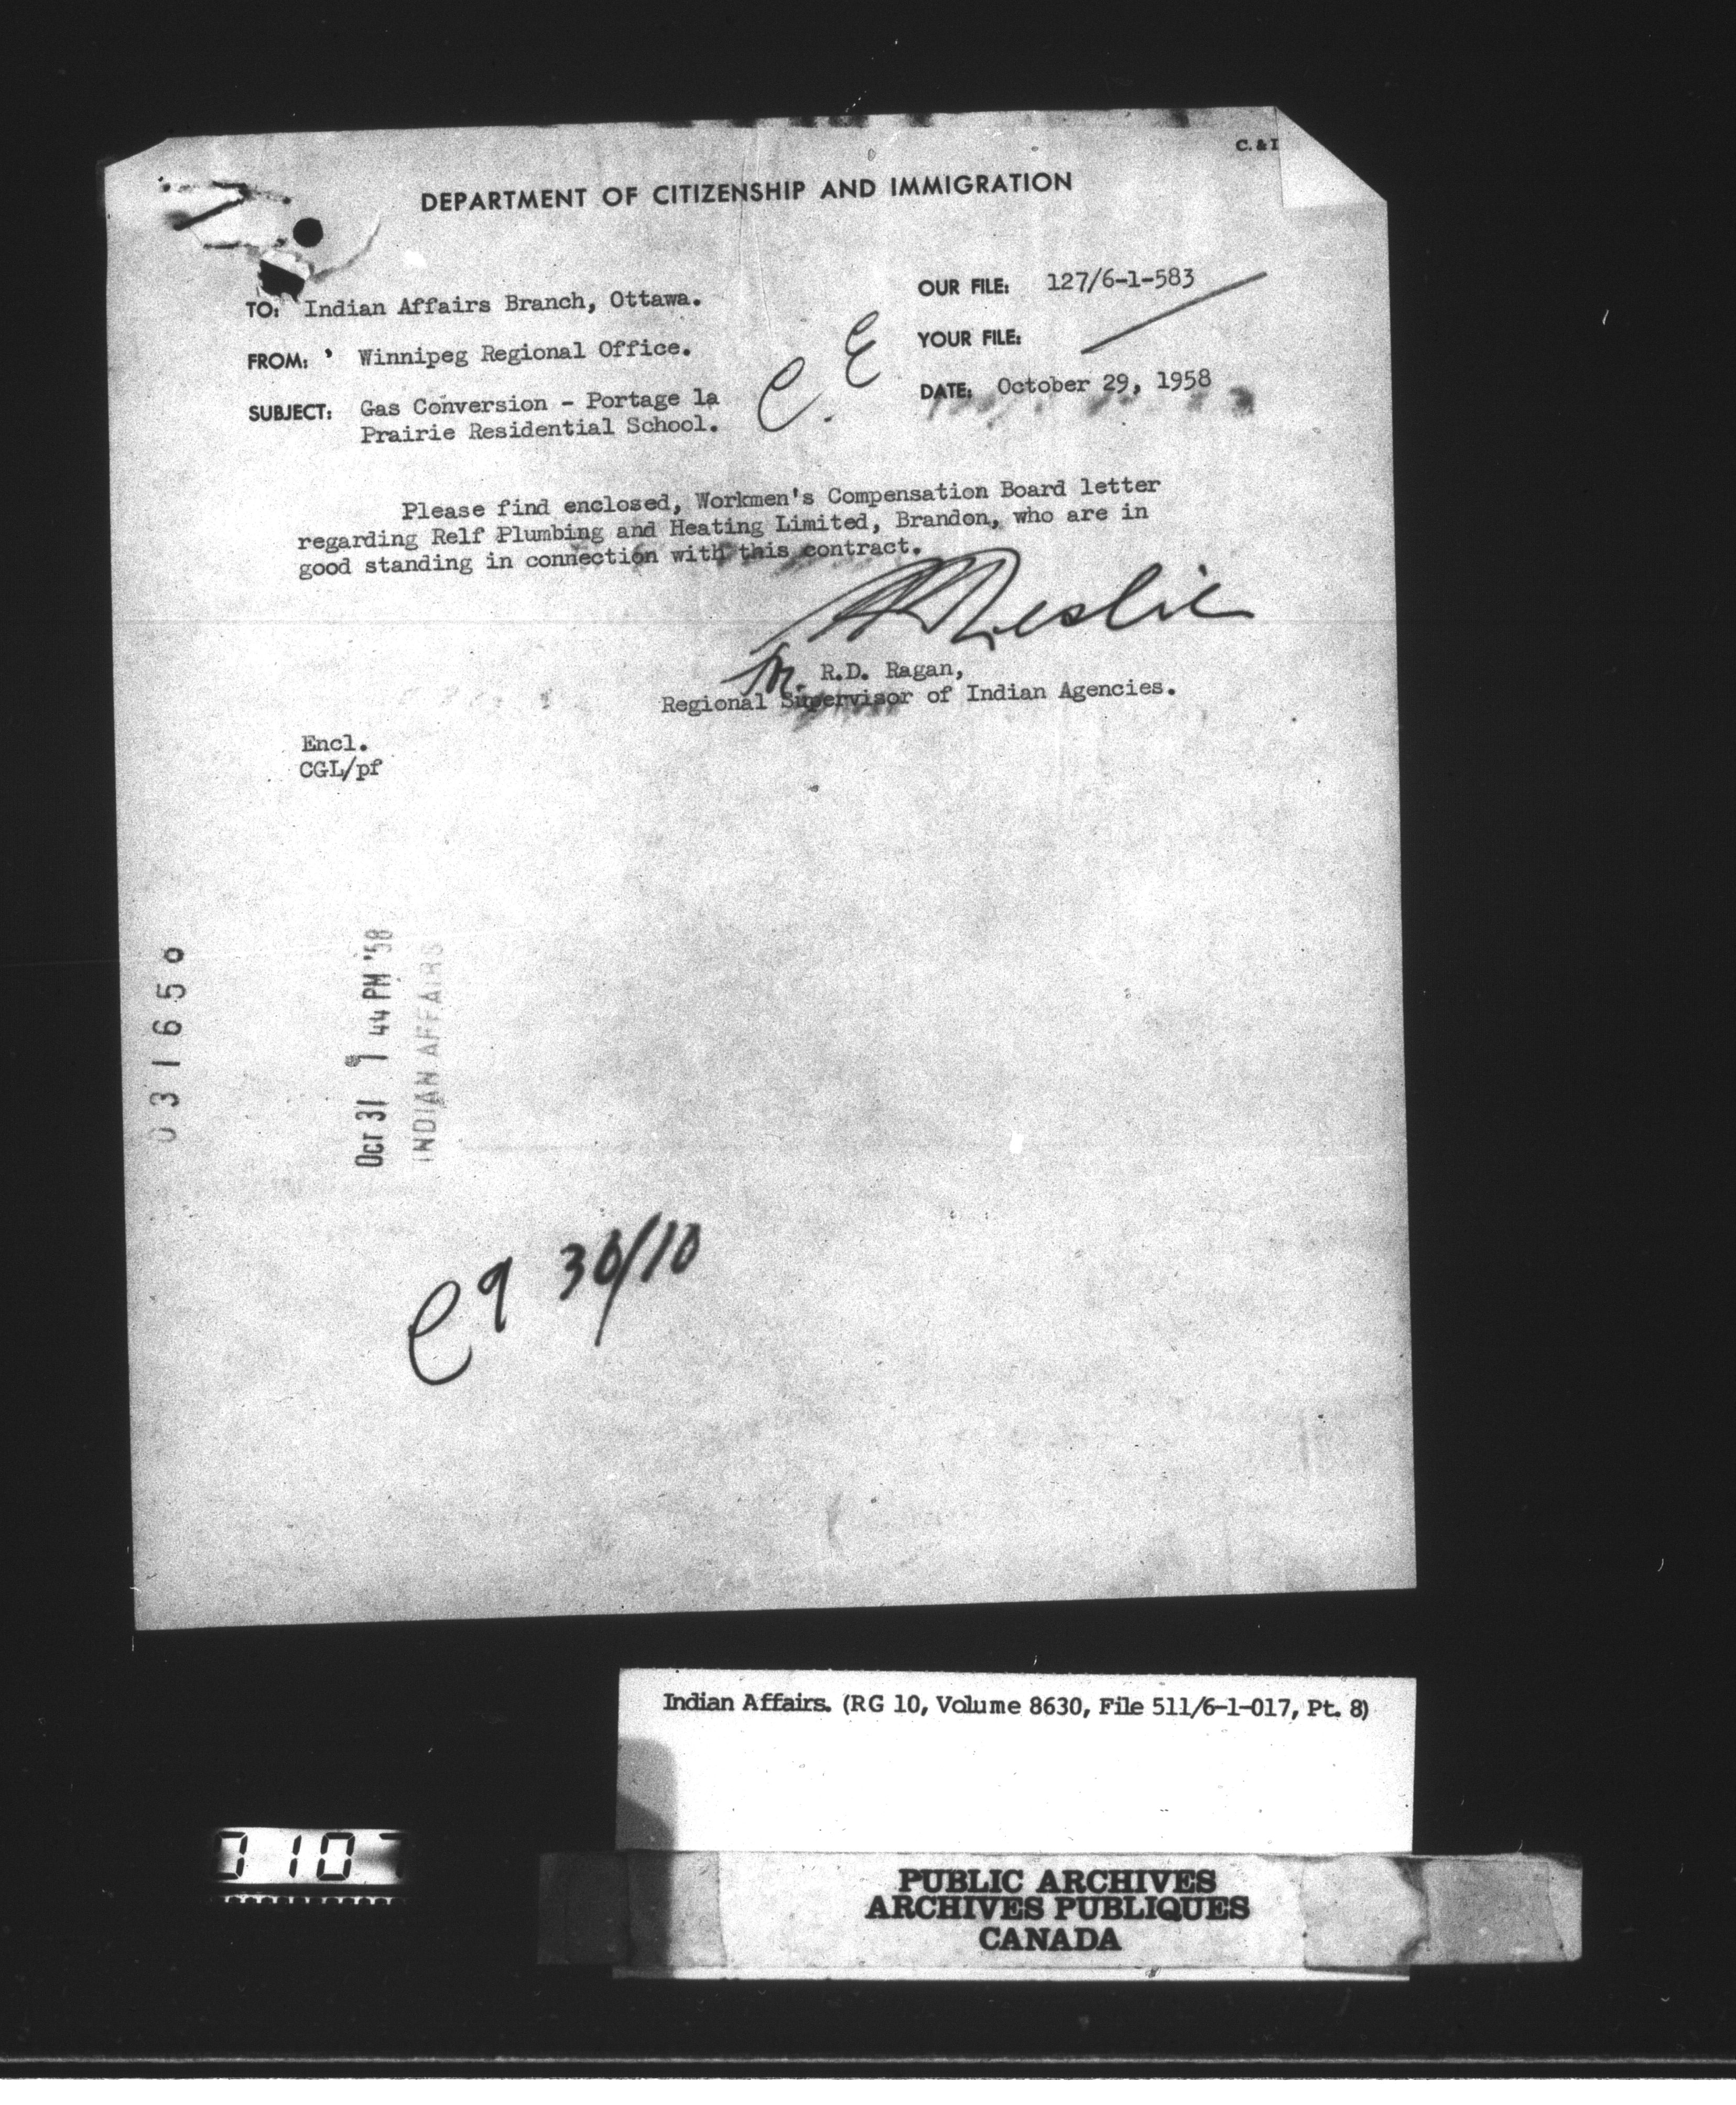 C. & I
DEPARTMENT OF CITIZENSHIP AND IMMIGRATION
TO: Indian Affairs Branch, Ottawa.
OUR FILE: 127/6-1-583
FROM: Winnipeg Regional Office.
YOUR FILE:
C. E
SUBJECT: Gas Conversion - Portage la
Prairie Residential School.
DATE: October 29, 1958
Please find enclosed, Workmen's Compensation Board letter
regarding Relf Plumbing and Heating Limited, Brandon, who are in
good standing in connection with this contract.
Leslie
R.D. Ragan,
Regional Supervisor of Indian Agencies.
Encl.
CGL/pf
031650
OCT 31 1 44 PM '58
INDIAN AFFAIRS
30/10
Indian Affairs. (RG 10, Volume 8630, File 511/6-1-017, Pt. 8)
PUBLIC ARCHIVES
ARCHIVES PUBLIQUES
CANADA